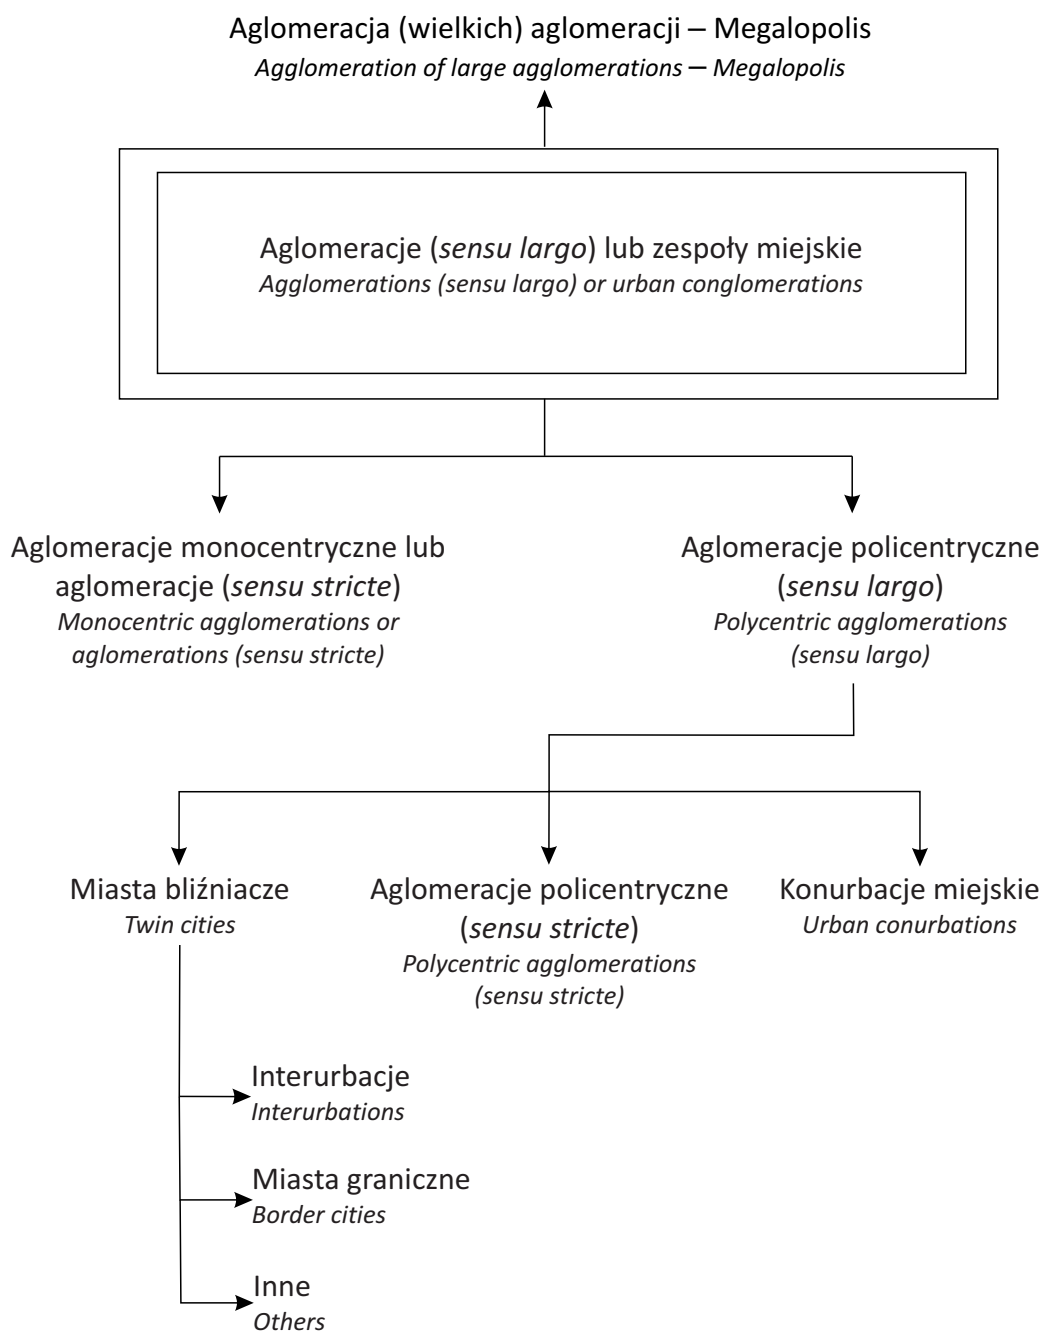 Aglomeracja (wielkich) aglomeracji – Megalopolis
Agglomeration of large agglomerations – Megalopolis
Aglomeracje (sensu largo) lub zespoły miejskie
Agglomerations (sensu largo) or urban conglomerations
Aglomeracje monocentryczne lub
aglomeracje (sensu stricte)
Monocentric agglomerations or
aglomerations (sensu stricte)
Aglomeracje policentryczne
(sensu largo)
Polycentric agglomerations
(sensu largo)
Miasta bliźniacze
Twin cities
Aglomeracje policentryczne
(sensu stricte)
Polycentric agglomerations
(sensu stricte)
Konurbacje miejskie
Urban conurbations
Interurbacje
Interurbations
Miasta graniczne
Border cities
Inne
Others